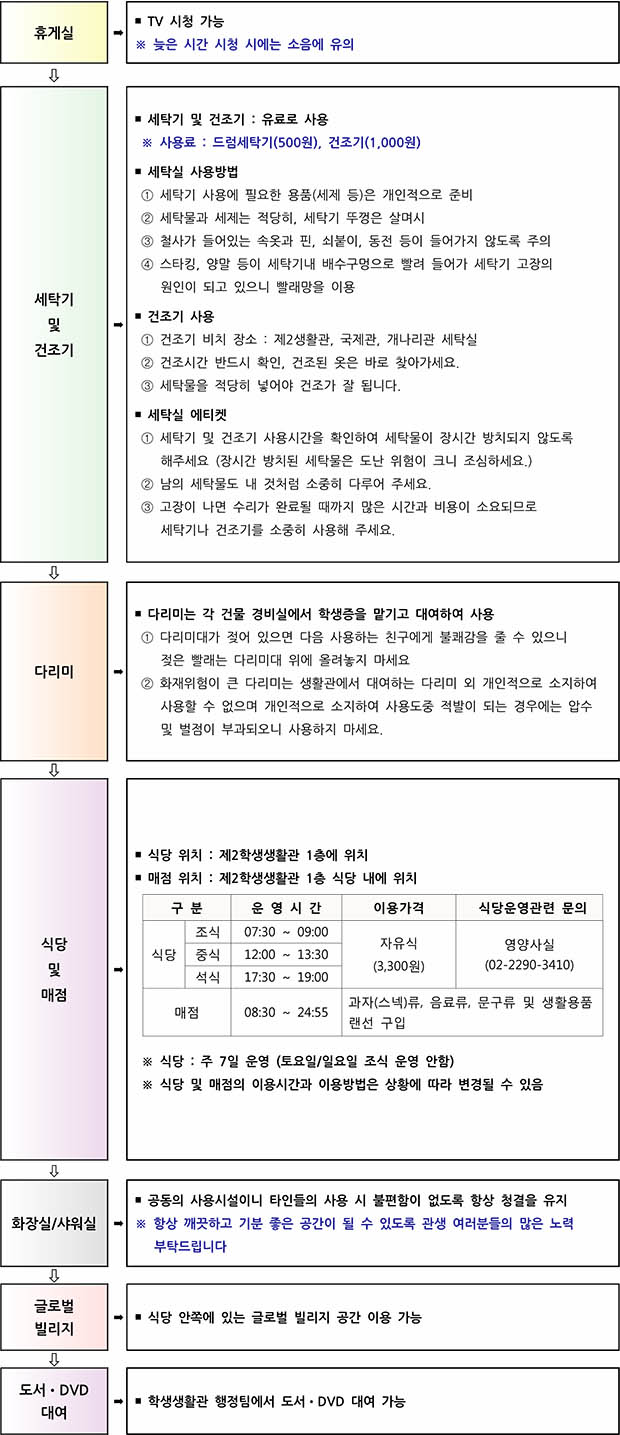 휴게실
■ TV 시청 가능
※ 늦은 시간 시청 시에는 소음에 유의
세탁기
및
건조기
■ 세탁기 및 건조기 : 유료로 사용
※ 사용료 : 드럼세탁기(500원), 건조기(1,000원)
■ 세탁실 사용방법
① 세탁기 사용에 필요한 용품(세제 등)은 개인적으로 준비
② 세탁물과 세제는 적당히, 세탁기 뚜껑은 살며시
③ 철사가 들어있는 속옷과 핀, 쇠붙이, 동전 등이 들어가지 않도록 주의
④ 스타킹, 양말 등이 세탁기내 배수구멍으로 빨려 들어가 세탁기 고장의
원인이 되고 있으니 빨래망을 이용
■ 건조기 사용
① 건조기 비치 장소 : 제2생활관, 국제관, 개나리관 세탁실
② 건조시간 반드시 확인, 건조된 옷은 바로 찾아가세요.
③ 세탁물을 적당히 넣어야 건조가 잘 됩니다.
■ 세탁실 에티켓
① 세탁기 및 건조기 사용시간을 확인하여 세탁물이 장시간 방치되지 않도록
해주세요 (장시간 방치된 세탁물은 도난 위험이 크니 조심하세요.)
② 남의 세탁물도 내 것처럼 소중히 다루어 주세요.
③ 고장이 나면 수리가 완료될 때까지 많은 시간과 비용이 소요되므로
세탁기나 건조기를 소중히 사용해 주세요.
다리미
■ 다리미는 각 건물 경비실에서 학생증을 맡기고 대여하여 사용
① 다리미대가 젖어 있으면 다음 사용하는 친구에게 불쾌감을 줄 수 있으니
젖은 빨래는 다리미대 위에 올려놓지 마세요
② 화재위험이 큰 다리미는 생활관에서 대여하는 다리미 외 개인적으로 소지하여
사용할 수 없으며 개인적으로 소지하여 사용도중 적발이 되는 경우에는 압수
및 벌점이 부과되오니 사용하지 마세요.
식당
및
매점
■ 식당 위치 : 제2학생생활관 1층에 위치
■ 매점 위치 : 제2학생생활관 1층 식당 내에 위치
구 분 운 영 시 간 이용가격 식당운영관련 문의
식당 조식 07:30 ~ 09:00 자유식 (3,300원) 영양사실 (02-2290-3410)
중식 12:00 ~ 13:30
석식 17:30 ~ 19:00
매점 08:30 ~ 24:55 과자(스넥)류, 음료류, 문구류 및 생활용품
랜선 구입
※ 식당 : 주 7일 운영 (토요일/일요일 조식 운영 안함)
※ 식당 및 매점의 이용시간과 이용방법은 상황에 따라 변경될 수 있음
화장실/샤워실
■ 공동의 사용시설이니 타인들의 사용 시 불편함이 없도록 항상 청결을 유지
※ 항상 깨끗하고 기분 좋은 공간이 될 수 있도록 관생 여러분들의 많은 노력
부탁드립니다
글로벌
빌리지
■ 식당 안쪽에 있는 글로벌 빌리지 공간 이용 가능
도서・DVD
대여
■ 학생생활관 행정팀에서 도서・DVD 대여 가능